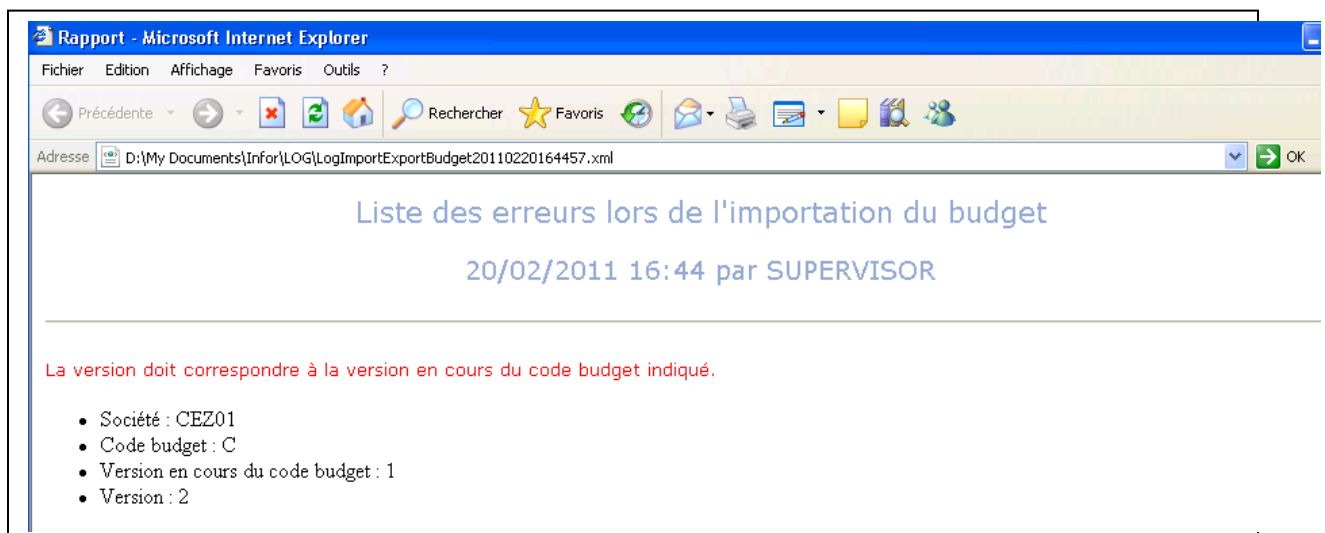 Rapport - Microsoft Internet Explorer
Fichier Edition Affichage Favoris Outils ?
Précédente Rechercher Favoris
Adresse D:\My Documents\Infor\LOG\LogImportExportBudget20110220164457.xml OK
Liste des erreurs lors de l'importation du budget
20/02/2011 16:44 par SUPERVISOR
La version doit correspondre à la version en cours du code budget indiqué.
• Société : CEZ01
• Code budget : C
• Version en cours du code budget : 1
• Version : 2